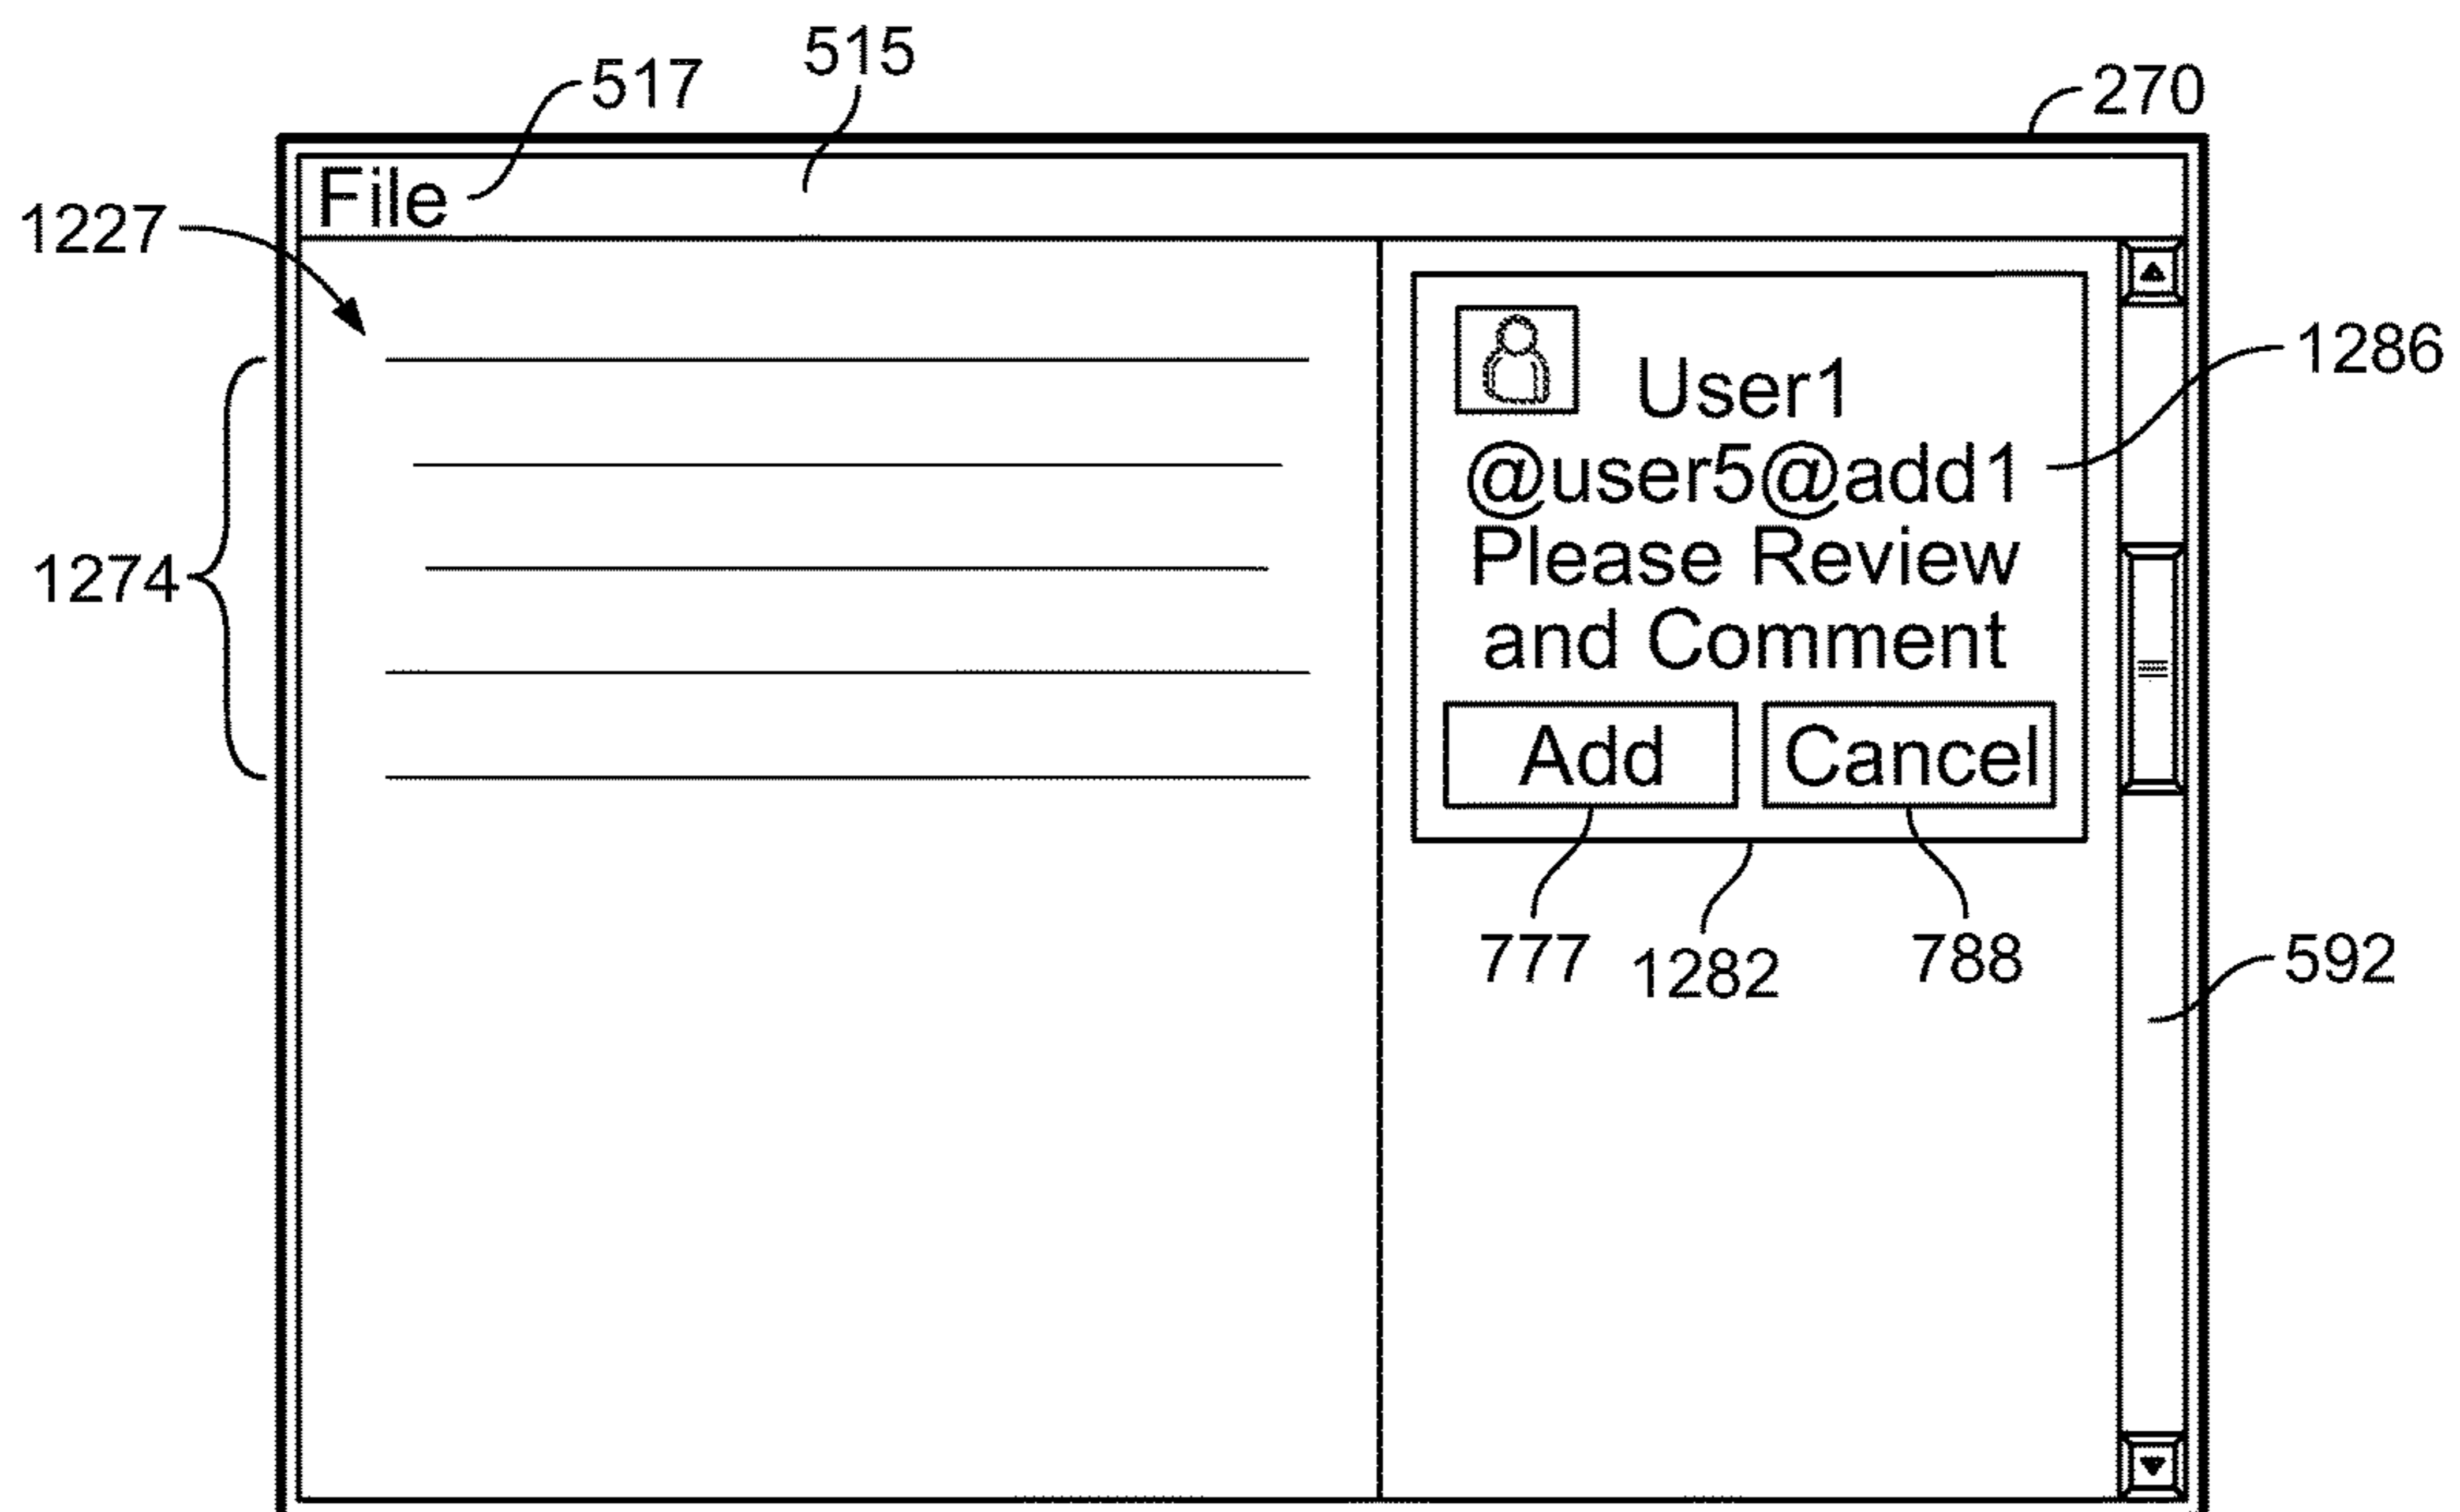 515
517
270
File
1227
1286
User1
@user5@add1
Please Review
and Comment
1274
Add
Cancel
777
1282
788
592